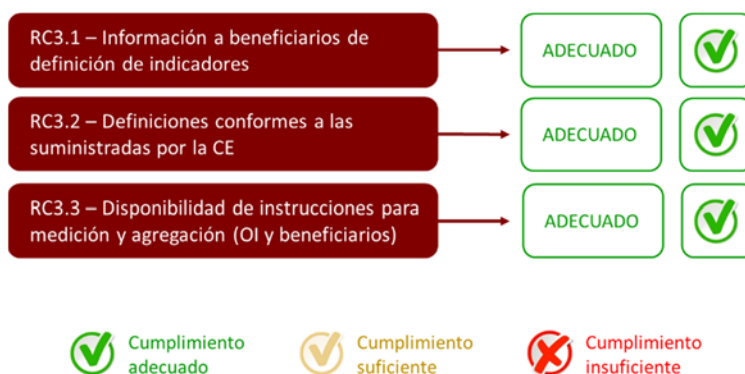 RC3.1 – Información a beneficiarios de
definición de indicadores
ADECUADO
RC3.2 – Definiciones conformes a las
suministradas por la CE
ADECUADO
RC3.3 – Disponibilidad de instrucciones para
medición y agregación (OI y beneficiarios)
ADECUADO
Cumplimiento
adecuado
Cumplimiento
suficiente
Cumplimiento
insuficiente